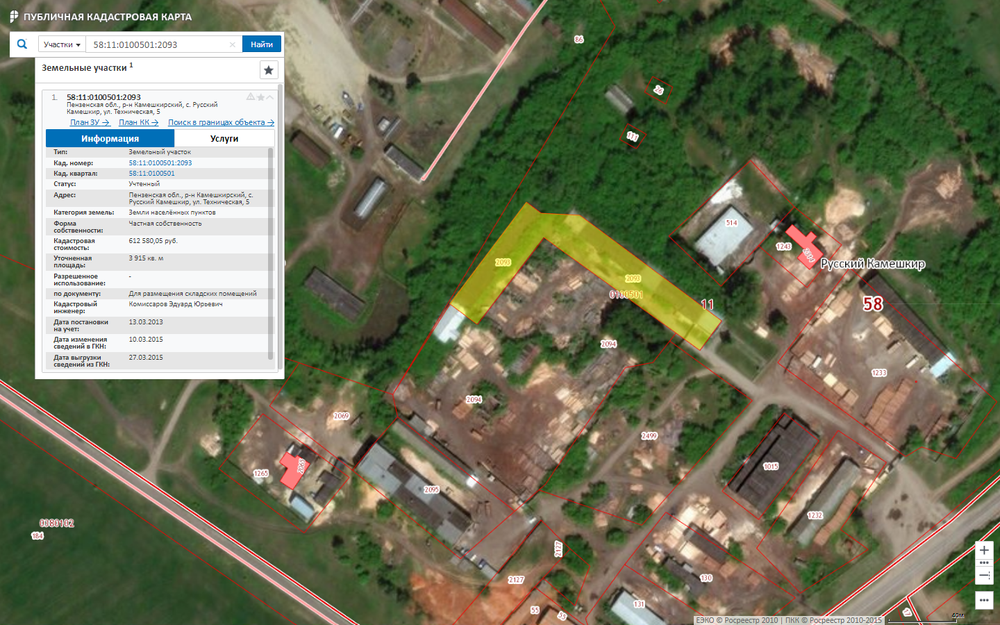 ПУБЛИЧНАЯ КАДАСТРОВАЯ КАРТА
Участки
58:11:0100501:2093
Найти
Земельные участки 1
1. 58:11:0100501:2093
Пензенская обл., р-н Камешкирский, с. Русский
Камешкир, ул. Техническая, 5
План ЗУ → План КК → Поиск в границах объекта →
Информация Услуги
Тип: Земельный участок
Кад. номер: 58:11:0100501:2093
Кад. квартал: 58:11:0100501
Статус: Учтенный
Адрес: Пензенская обл., р-н Камешкирский, с.
Русский Камешкир, ул. Техническая, 5
Категория земель: Земли населённых пунктов
Форма Частная собственность
собственности:
Кадастровая 612 580,05 руб.
стоимость:
Уточненная 3 915 кв. м
площадь:
Разрешенное -
использование:
по документу: Для размещения складских помещений
Кадастровый Комиссаров Эдуард Юрьевич
инженер:
Дата постановки 13.03.2013
на учет:
Дата изменения 10.03.2015
сведений в ГКН:
Дата выгрузки 27.03.2015
сведений из ГКН:
86
26
111
514
1243
2314
Русский Камешкир
2093
2093
0100501
11
58
2094
1233
2094
2069
2499
1265
2065
1015
2095
1232
0380102
184
2127
2127
130
131
55
55
17
40м
ЕЭКО © Росреестр 2010 | ПКК © Росреестр 2010-2015